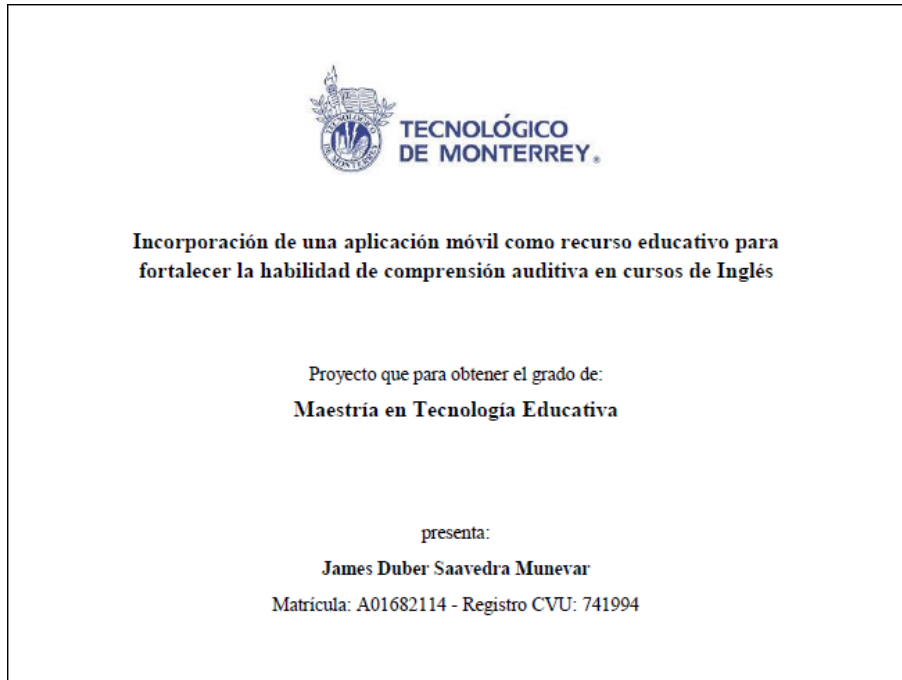 TECNOLÓGICO
DE MONTERREY®
Incorporación de una aplicación móvil como recurso educativo para
fortalecer la habilidad de comprensión auditiva en cursos de Inglés
Proyecto que para obtener el grado de:
Maestría en Tecnología Educativa
presenta:
James Duber Saavedra Munevar
Matrícula: A01682114 - Registro CVU: 741994